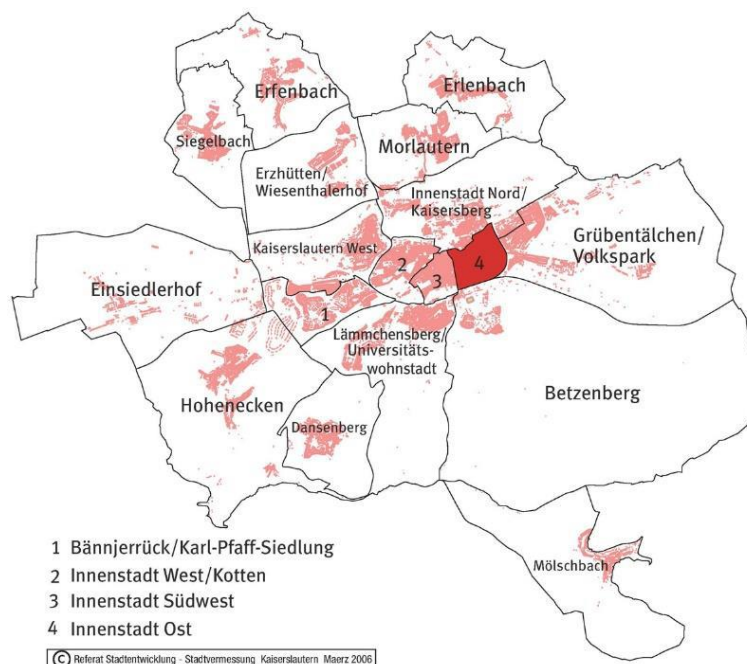 Erfenbach
Erlenbach
Siegelbach
Morlautern
Erzhütten/
Wiesenthalerhof
Innenstadt Nord/
Kaisersberg
Kaiserslautern West
Grübentälchen/
Volkspark
2
4
3
Einsiedlerhof
1
Lämmchensberg/
Universitäts-
wohnstadt
Betzenberg
Hohenecken
Dansenberg
Mölschbach
1 Bännjerrück/Karl-Pfaff-Siedlung
2 Innenstadt West/Kotten
3 Innenstadt Südwest
4 Innenstadt Ost
© Referat Stadtentwicklung - Stadtvermessung Kaiserslautern Maerz 2006